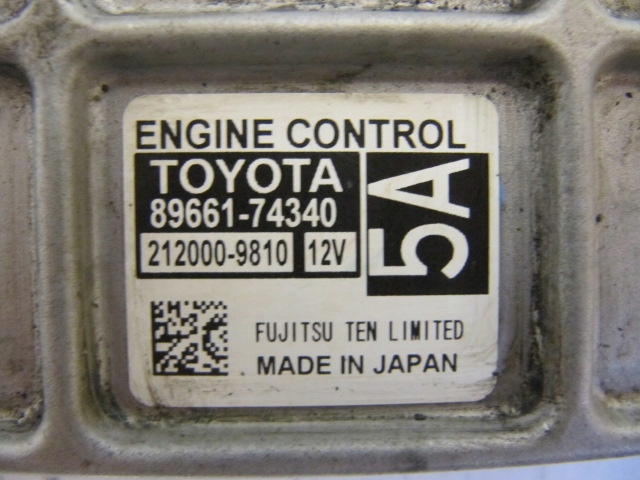 ENGINE CONTROL
TOYOTA
89661-74340
212000-9810 12V
5A
FUJITSU TEN LIMITED
MADE IN JAPAN